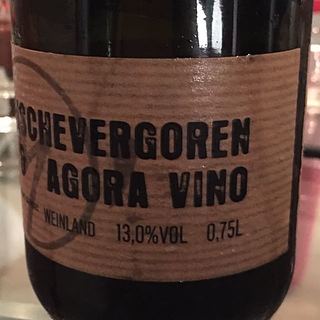 SCHEVERGOREN
AGORA VINO
WEINLAND 13,0%VOL 0,75L